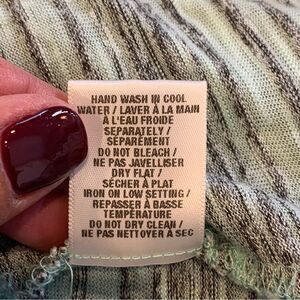 HAND WASH IN COOL
WATER / LAVER À LA MAIN
À L'EAU FROIDE
SEPARATELY /
SÉPARÉMENT
DO NOT BLEACH /
NE PAS JAVELLISER
DRY FLAT /
SÉCHER À PLAT
IRON ON LOW SETTING /
REPASSER À BASSE
TEMPÉRATURE
DO NOT DRY CLEAN /
NE PAS NETTOYER À SEC